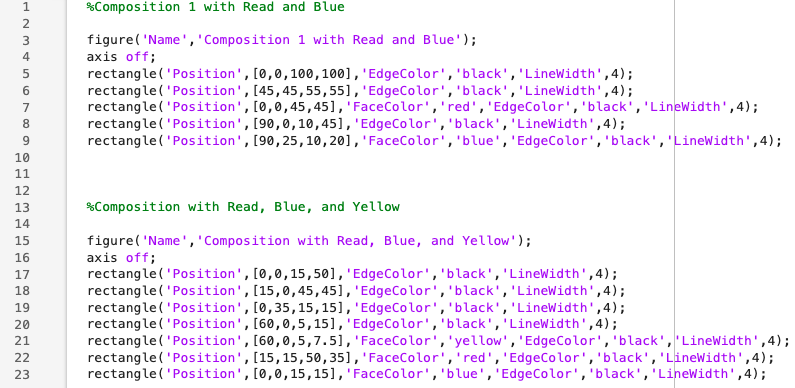 1 %Composition 1 with Read and Blue
2
3 figure('Name','Composition 1 with Read and Blue');
4 axis off;
5 rectangle('Position',[0,0,100,100],'EdgeColor','black','LineWidth',4);
6 rectangle('Position',[45,45,55,55],'EdgeColor','black','LineWidth',4);
7 rectangle('Position',[0,0,45,45],'FaceColor','red','EdgeColor','black','LineWidth',4);
8 rectangle('Position',[90,0,10,45],'EdgeColor','black','LineWidth',4);
9 rectangle('Position',[90,25,10,20],'FaceColor','blue','EdgeColor','black','LineWidth',4);
10
11
12
13 %Composition with Read, Blue, and Yellow
14
15 figure('Name','Composition with Read, Blue, and Yellow');
16 axis off;
17 rectangle('Position',[0,0,15,50],'EdgeColor','black','LineWidth',4);
18 rectangle('Position',[15,0,45,45],'EdgeColor','black','LineWidth',4);
19 rectangle('Position',[0,35,15,15],'EdgeColor','black','LineWidth',4);
20 rectangle('Position',[60,0,5,15],'EdgeColor','black','LineWidth',4);
21 rectangle('Position',[60,0,5,7.5],'FaceColor','yellow','EdgeColor','black','LineWidth',4);
22 rectangle('Position',[15,15,50,35],'FaceColor','red','EdgeColor','black','LineWidth',4);
23 rectangle('Position',[0,0,15,15],'FaceColor','blue','EdgeColor','black','LineWidth',4);